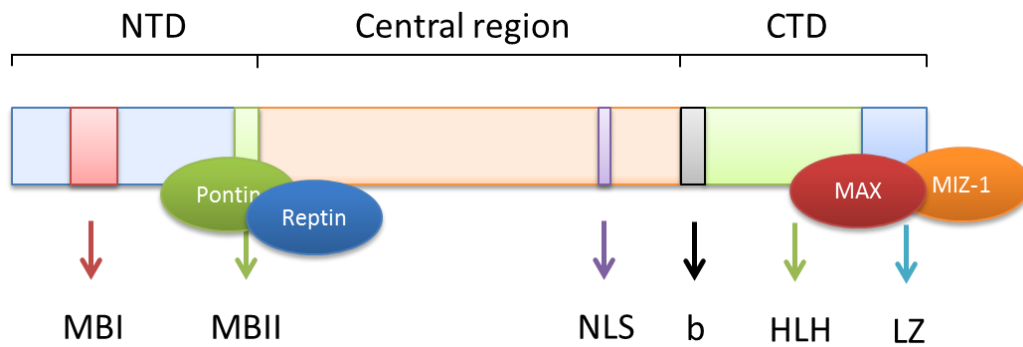 NTD Central region CTD
Pontin
Reptin
MAX
MIZ-1
MBI MBII NLS b HLH LZ